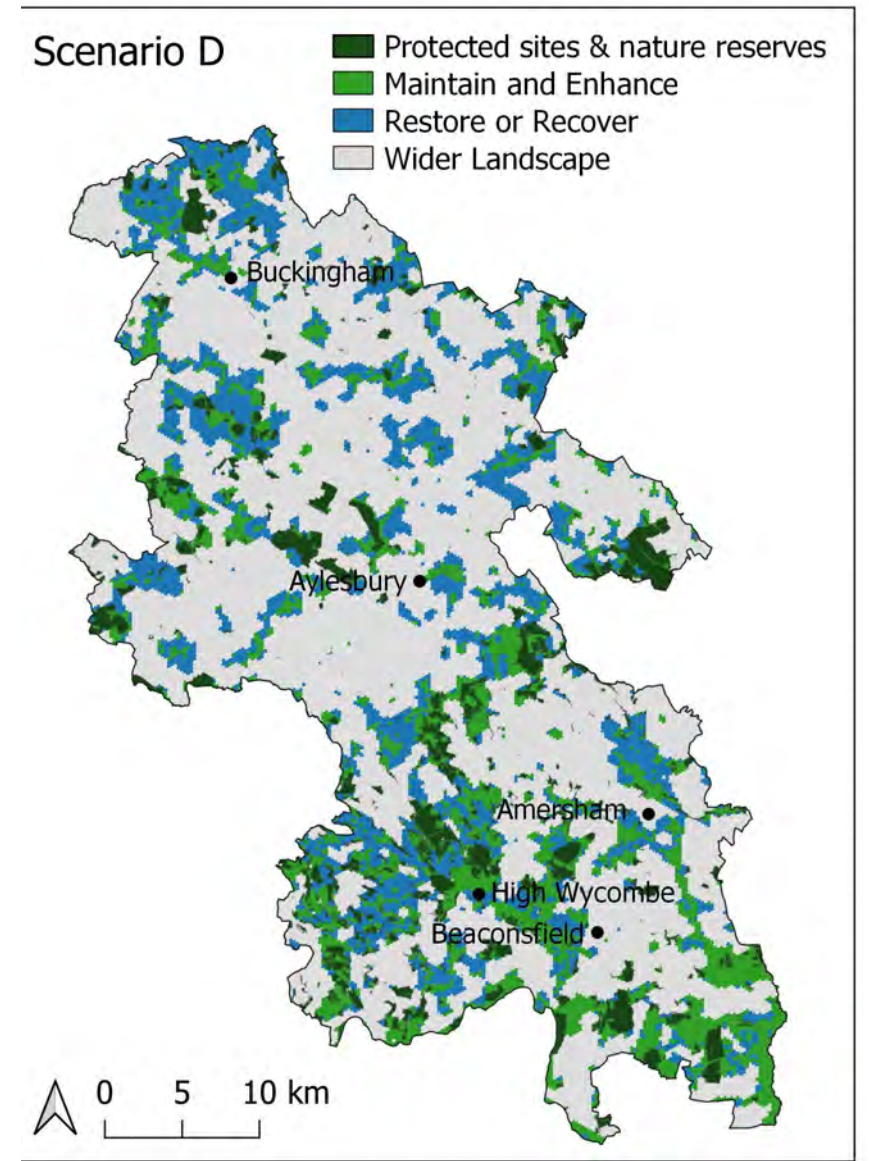 Scenario D
Protected sites & nature reserves
Maintain and Enhance
Restore or Recover
Wider Landscape
Buckingham
Aylesbury
Amersham
High Wycombe
Beaconsfield
0 5 10 km